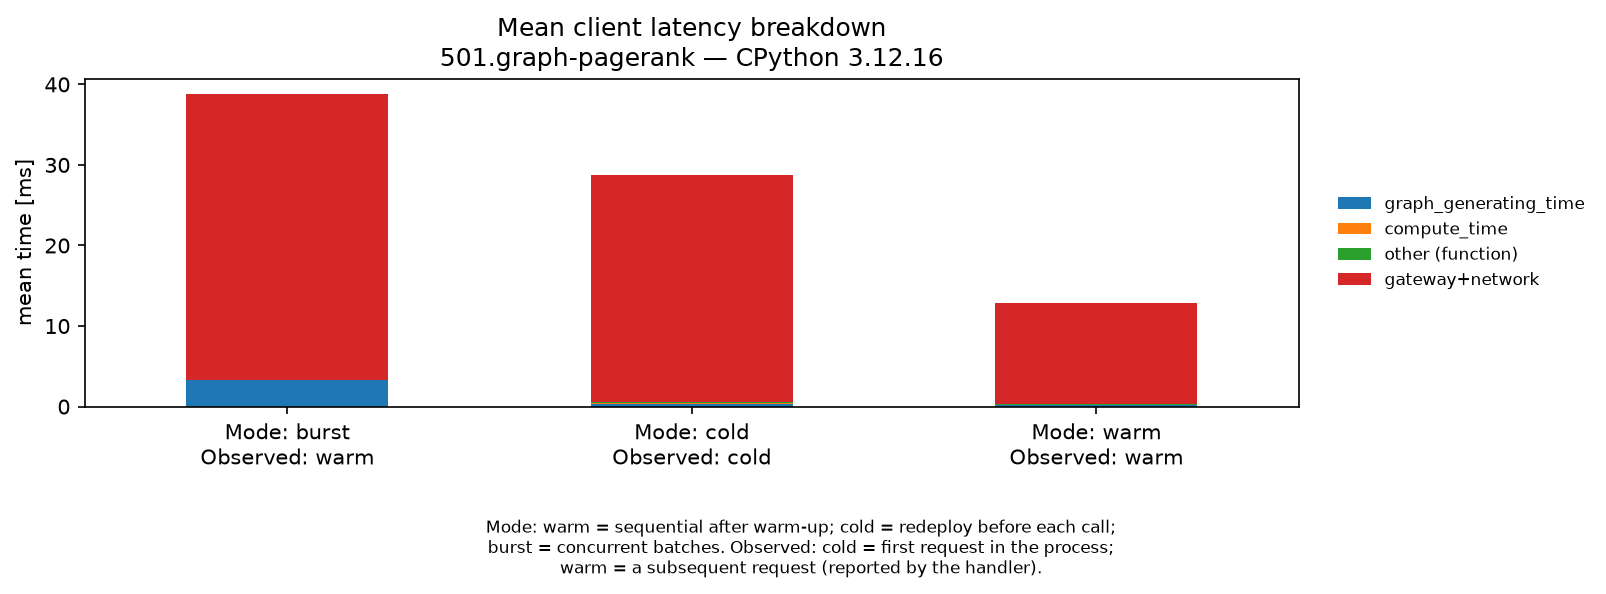 Mean client latency breakdown
501.graph-pagerank — CPython 3.12.16
mean time [ms]
40
30
20
10
0
Mode: burst
Observed: warm
Mode: cold
Observed: cold
Mode: warm
Observed: warm
graph_generating_time
compute_time
other (function)
gateway+network
Mode: warm = sequential after warm-up; cold = redeploy before each call;
burst = concurrent batches. Observed: cold = first request in the process;
warm = a subsequent request (reported by the handler).